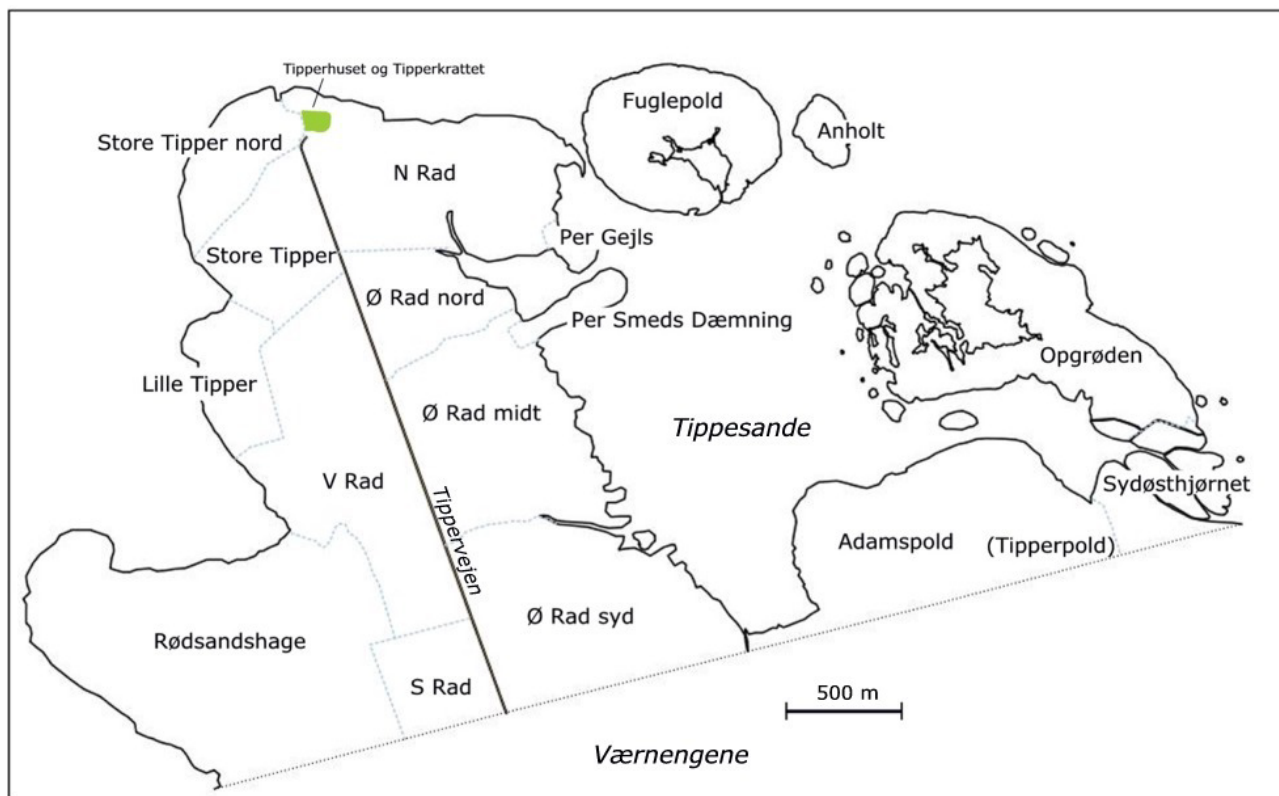 Tipperhuset og Tipperkrattet
Fuglepold
Anholt
Store Tipper nord
N Rad
Per Gejls
Store Tipper
Ø Rad nord
Per Smeds Dæmning
Opgrøden
Lille Tipper
Ø Rad midt
Tippesande
V Rad
Sydøsthjørnet
Tippervejen
Adamspold
(Tipperpold)
Rødsandshage
Ø Rad syd
S Rad
500 m
Værnengene